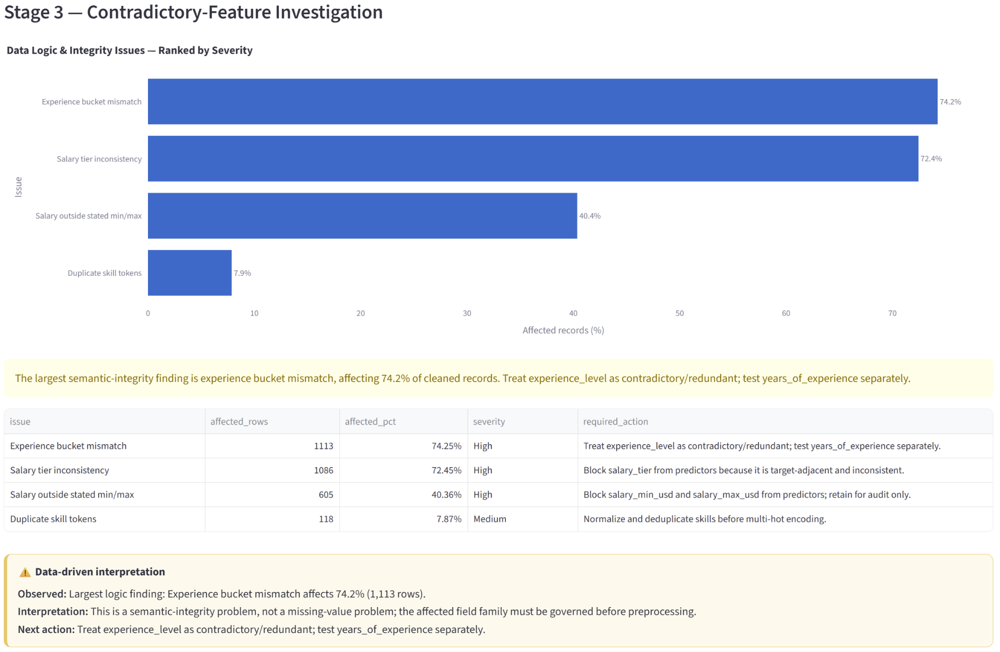 Stage 3 — Contradictory-Feature Investigation
Data Logic & Integrity Issues — Ranked by Severity
Issue
Experience bucket mismatch 74.2%
Salary tier inconsistency 72.4%
Salary outside stated min/max 40.4%
Duplicate skill tokens 7.9%
0 10 20 30 40 50 60 70
Affected records (%)
The largest semantic-integrity finding is experience bucket mismatch, affecting 74.2% of cleaned records. Treat experience_level as contradictory/redundant; test years_of_experience separately.
issue affected_rows affected_pct severity required_action
Experience bucket mismatch 1113 74.25% High Treat experience_level as contradictory/redundant; test years_of_experience separately.
Salary tier inconsistency 1086 72.45% High Block salary_tier from predictors because it is target-adjacent and inconsistent.
Salary outside stated min/max 605 40.36% High Block salary_min_usd and salary_max_usd from predictors; retain for audit only.
Duplicate skill tokens 118 7.87% Medium Normalize and deduplicate skills before multi-hot encoding.
⚠️ Data-driven interpretation
Observed: Largest logic finding: Experience bucket mismatch affects 74.2% (1,113 rows).
Interpretation: This is a semantic-integrity problem, not a missing-value problem; the affected field family must be governed before preprocessing.
Next action: Treat experience_level as contradictory/redundant; test years_of_experience separately.